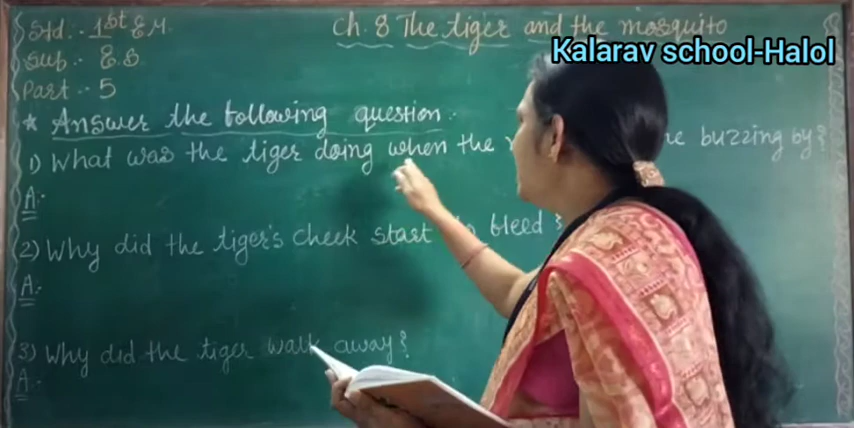 Std. :- 1st E.M.
Ch. 8 The tiger and the mosquito
Kalarav school-Halol
Sub. :- E.S.
Part :- 5
* Answer the following question :-
1) What was the tiger doing when the buzzing by?
A:-
2) Why did the tiger's cheek start to bleed?
A:-
3) Why did the tiger walk away?
A:-